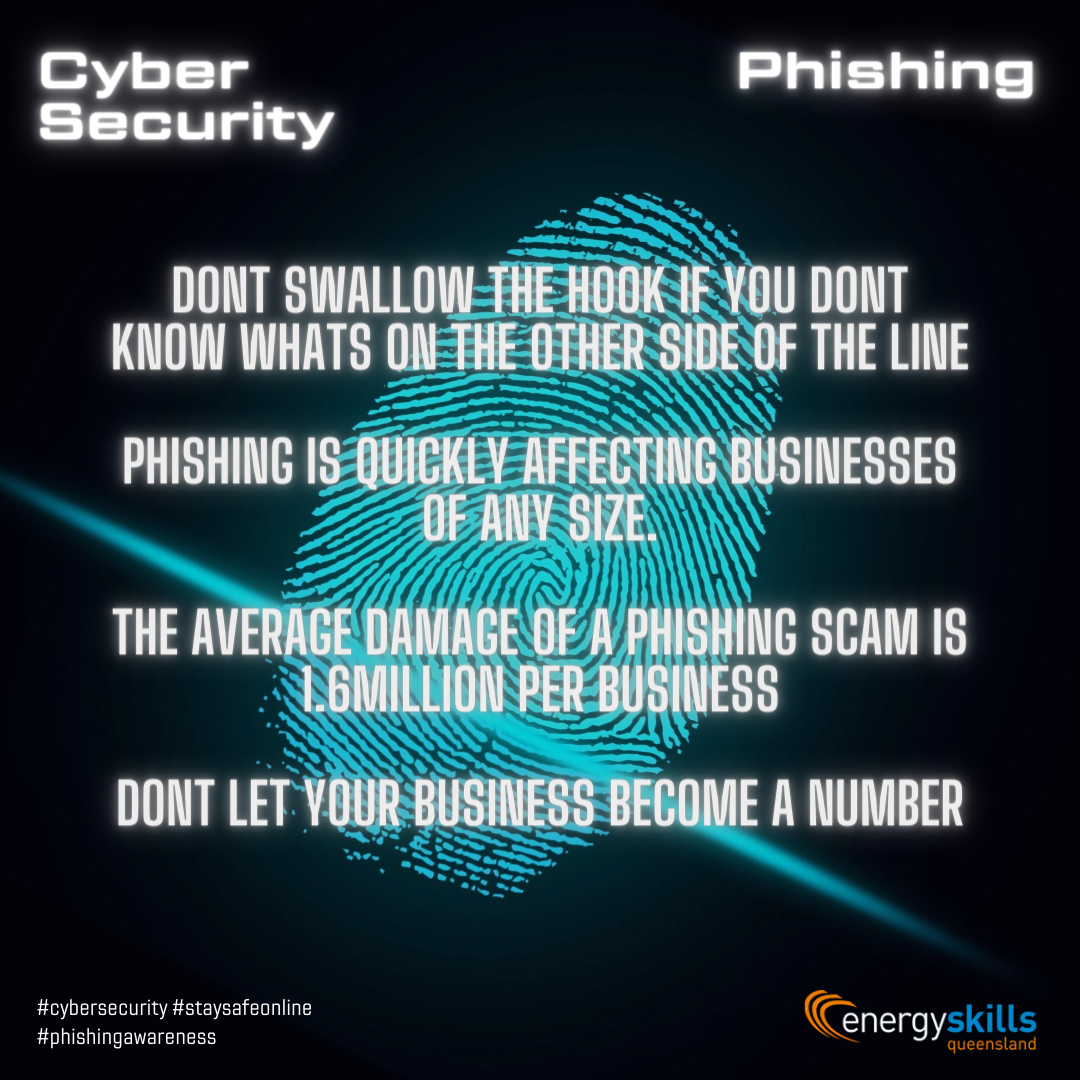 Cyber
Security
Phishing
DONT SWALLOW THE HOOK IF YOU DONT
KNOW WHATS ON THE OTHER SIDE OF THE LINE
PHISHING IS QUICKLY AFFECTING BUSINESSES
OF ANY SIZE.
THE AVERAGE DAMAGE OF A PHISHING SCAM IS
1.6MILLION PER BUSINESS
DONT LET YOUR BUSINESS BECOME A NUMBER
#cybersecurity #staysafeonline
#phishingawareness
energyskills
queensland